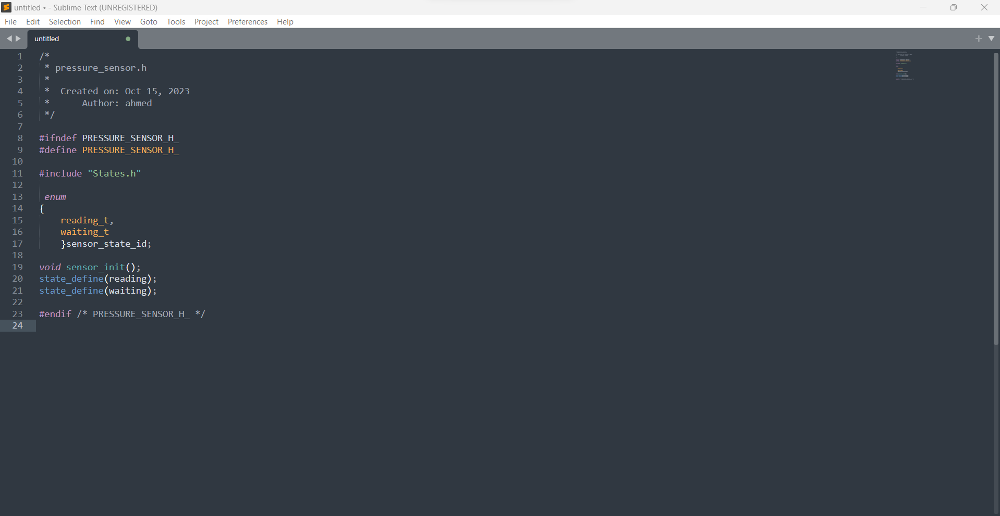 untitled • - Sublime Text (UNREGISTERED)
File Edit Selection Find View Goto Tools Project Preferences Help
untitled
1 /*
2  * pressure_sensor.h
3  *
4  *  Created on: Oct 15, 2023
5  *      Author: ahmed
6  */
7
8 #ifndef PRESSURE_SENSOR_H_
9 #define PRESSURE_SENSOR_H_
10
11 #include "States.h"
12
13  enum
14 {
15     reading_t,
16     waiting_t
17     }sensor_state_id;
18
19 void sensor_init();
20 state_define(reading);
21 state_define(waiting);
22
23 #endif /* PRESSURE_SENSOR_H_ */
24